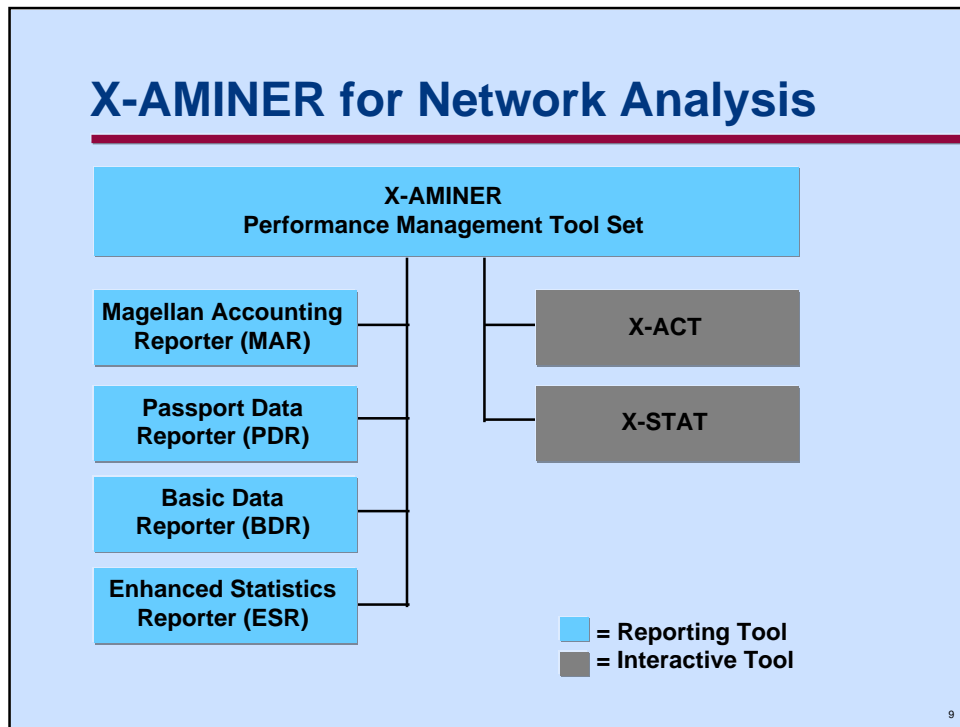 X-AMINER for Network Analysis
X-AMINER
Performance Management Tool Set
Magellan Accounting
Reporter (MAR)
X-ACT
Passport Data
Reporter (PDR)
X-STAT
Basic Data
Reporter (BDR)
Enhanced Statistics
Reporter (ESR)
= Reporting Tool
= Interactive Tool
9